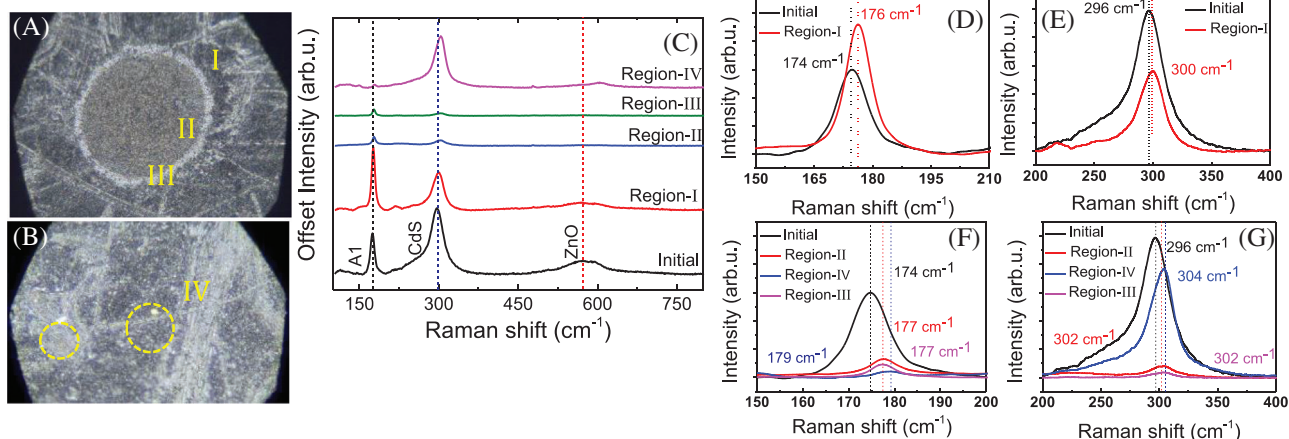 (A)
I
II
III
(B)
IV
(C)
Offset Intensity (arb.u.)
Region-IV
Region-III
Region-II
Region-I
Initial
A1
CdS
ZnO
150 300 450 600 750
Raman shift (cm-1)
(D)
Initial
Region-I
176 cm-1
174 cm-1
Intensity (arb.u.)
150 165 180 195 210
Raman shift (cm-1)
(E)
296 cm-1
Initial
Region-I
300 cm-1
Intensity (arb.u.)
200 250 300 350 400
Raman shift (cm-1)
(F)
Initial
Region-II
Region-IV
Region-III
174 cm-1
177 cm-1
179 cm-1
177 cm-1
Intensity (arb.u.)
150 160 170 180 190 200
Raman shift (cm-1)
(G)
Initial
Region-II
Region-IV
Region-III
296 cm-1
304 cm-1
302 cm-1
302 cm-1
Intensity (arb.u.)
200 250 300 350 400
Raman shift (cm-1)